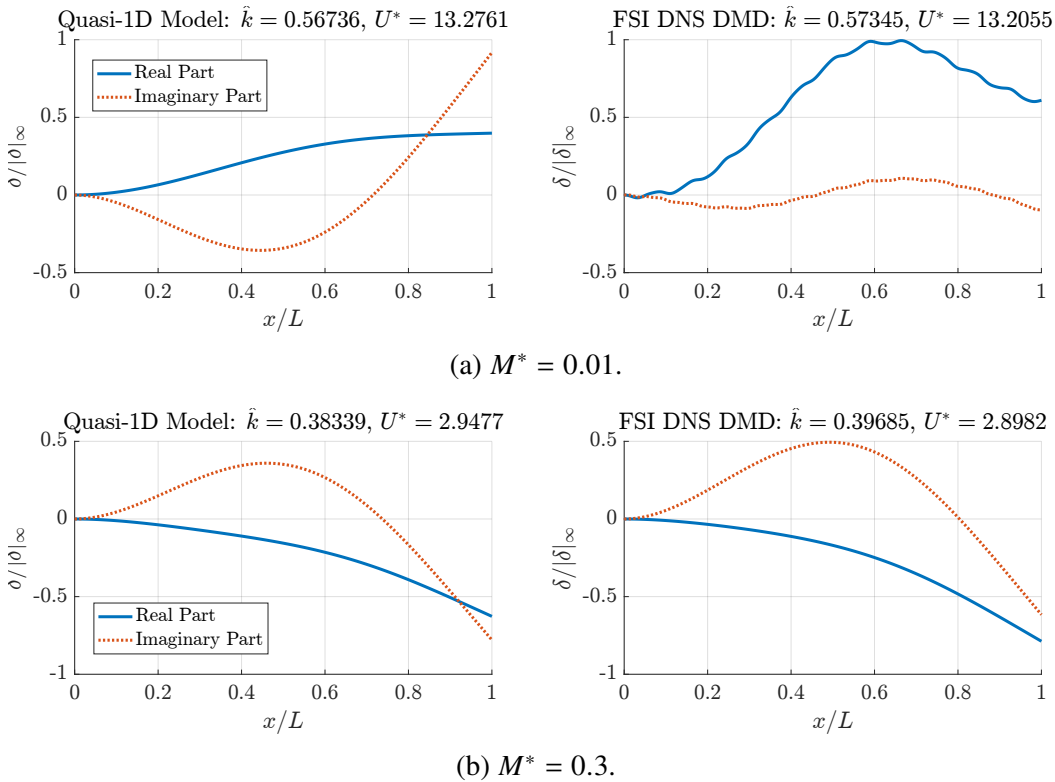 Quasi-1D Model: k̂ = 0.56736, U* = 13.2761
FSI DNS DMD: k̂ = 0.57345, U* = 13.2055
1
0.5
0
-0.5
∂/|∂|∞
Real Part
Imaginary Part
0 0.2 0.4 0.6 0.8 1
x/L
1
0.5
0
-0.5
δ/|δ|∞
0 0.2 0.4 0.6 0.8 1
x/L
(a) M* = 0.01.
Quasi-1D Model: k̂ = 0.38339, U* = 2.9477
FSI DNS DMD: k̂ = 0.39685, U* = 2.8982
0.5
0
-0.5
-1
∂/|∂|∞
Real Part
Imaginary Part
0 0.2 0.4 0.6 0.8 1
x/L
0.5
0
-0.5
-1
δ/|δ|∞
0 0.2 0.4 0.6 0.8 1
x/L
(b) M* = 0.3.